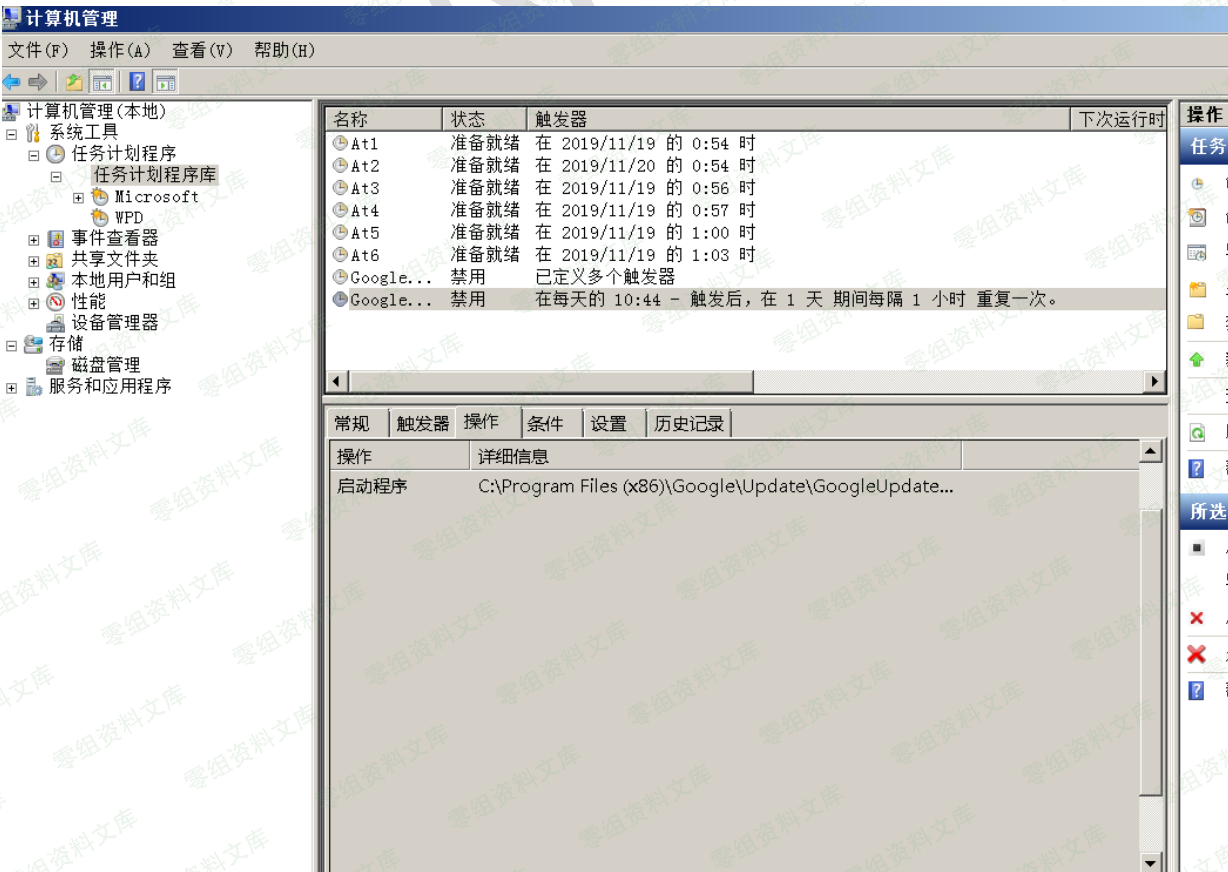 计算机管理
文件(F) 操作(A) 查看(V) 帮助(H)
计算机管理(本地)
系统工具
任务计划程序
任务计划程序库
Microsoft
WPD
事件查看器
共享文件夹
本地用户和组
性能
设备管理器
存储
磁盘管理
服务和应用程序
名称 状态 触发器 下次运行时
At1 准备就绪 在 2019/11/19 的 0:54 时
At2 准备就绪 在 2019/11/20 的 0:54 时
At3 准备就绪 在 2019/11/19 的 0:56 时
At4 准备就绪 在 2019/11/19 的 0:57 时
At5 准备就绪 在 2019/11/19 的 1:00 时
At6 准备就绪 在 2019/11/19 的 1:03 时
Google... 禁用 已定义多个触发器
Google... 禁用 在每天的 10:44 - 触发后，在 1 天 期间每隔 1 小时 重复一次。
常规 触发器 操作 条件 设置 历史记录
操作 详细信息
启动程序 C:\Program Files (x86)\Google\Update\GoogleUpdate...
操作
任务
所选
零组资料文库